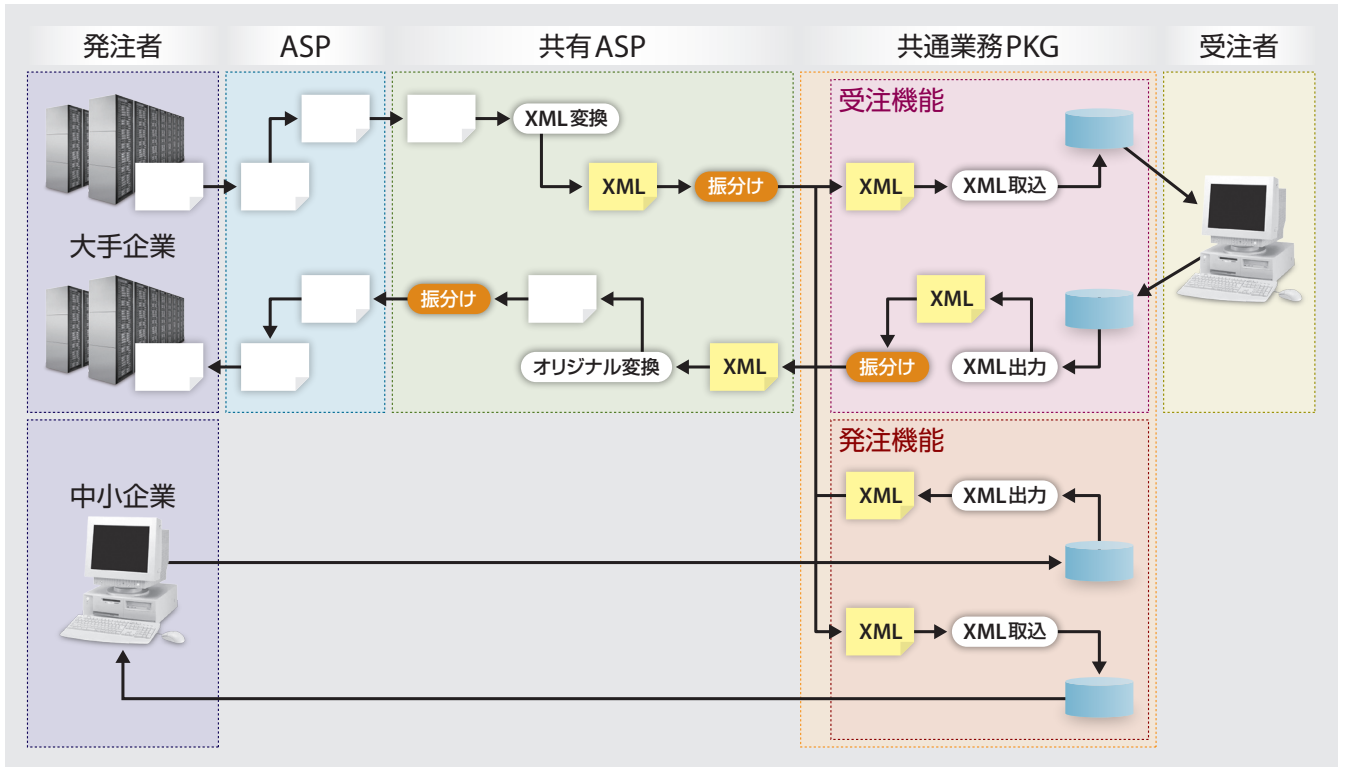 発注者
ASP
共有ASP
共通業務PKG
受注者
受注機能
XML変換
XML
振分け
XML
XML取込
大手企業
振分け
XML
オリジナル変換
XML
振分け
XML出力
発注機能
中小企業
XML
XML出力
XML
XML取込